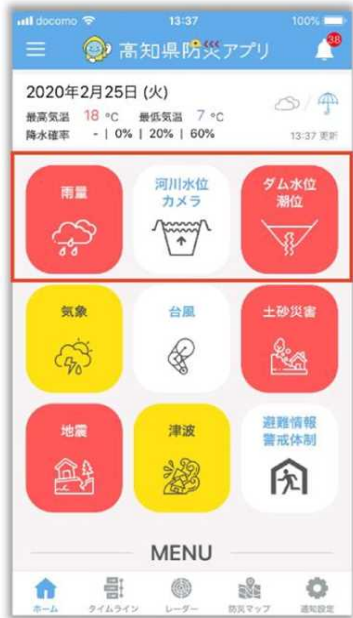 docomo 13:37 100%
高知県防災アプリ 38
2020年2月25日 (火)
最高気温 18 °C 最低気温 7 °C
降水確率 - | 0% | 20% | 60% 13:37 更新
雨量
河川水位
カメラ
ダム水位
潮位
気象
台風
土砂災害
地震
津波
避難情報
警戒体制
MENU
ホーム タイムライン レーダー 防災マップ 通知設定